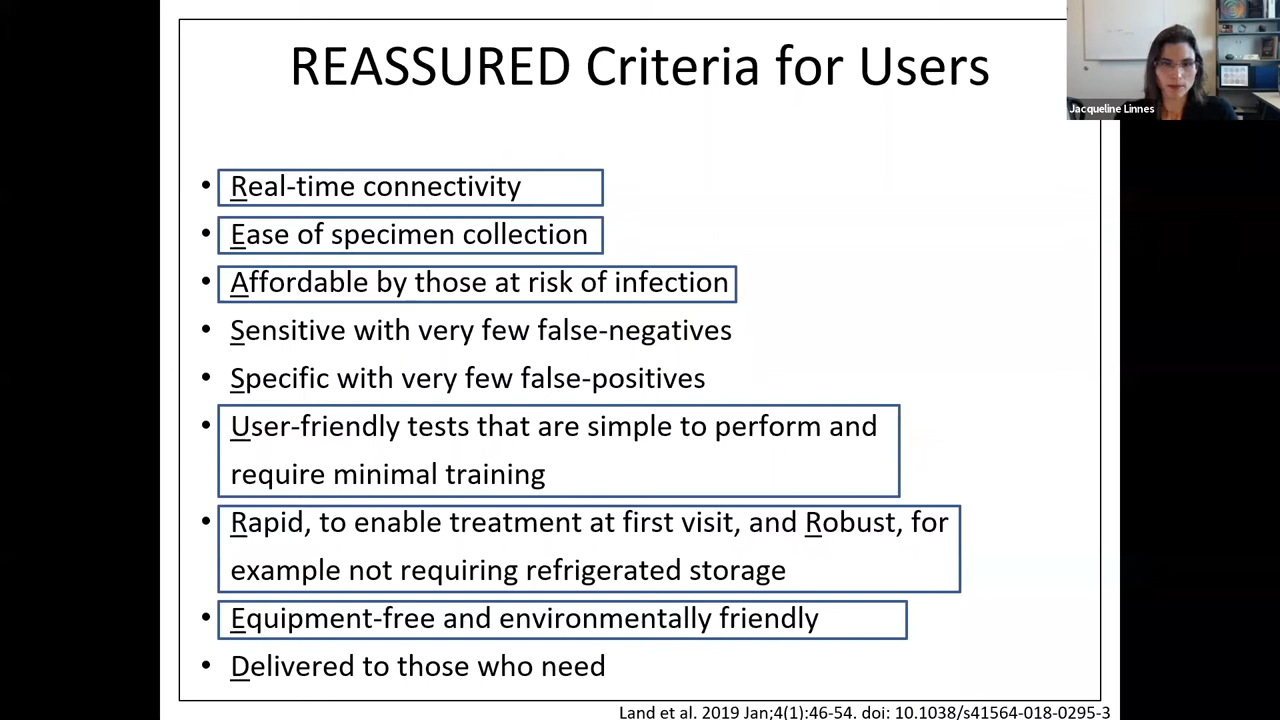 REASSURED Criteria for Users
Jacqueline Linnes
• Real-time connectivity
• Ease of specimen collection
• Affordable by those at risk of infection
• Sensitive with very few false-negatives
• Specific with very few false-positives
• User-friendly tests that are simple to perform and
require minimal training
• Rapid, to enable treatment at first visit, and Robust, for
example not requiring refrigerated storage
• Equipment-free and environmentally friendly
• Delivered to those who need
Land et al. 2019 Jan;4(1):46-54. doi: 10.1038/s41564-018-0295-3